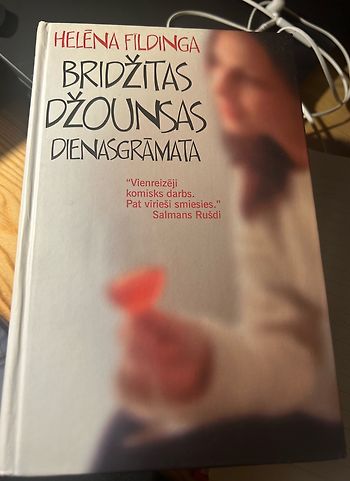 HELĒNA FILDINGA
BRIDŽITAS
DŽOUNSAS
DIENASGRĀMATA
“Vienreizēji
komisks darbs.
Pat vīrieši smiesies.”
Salmans Rušdi